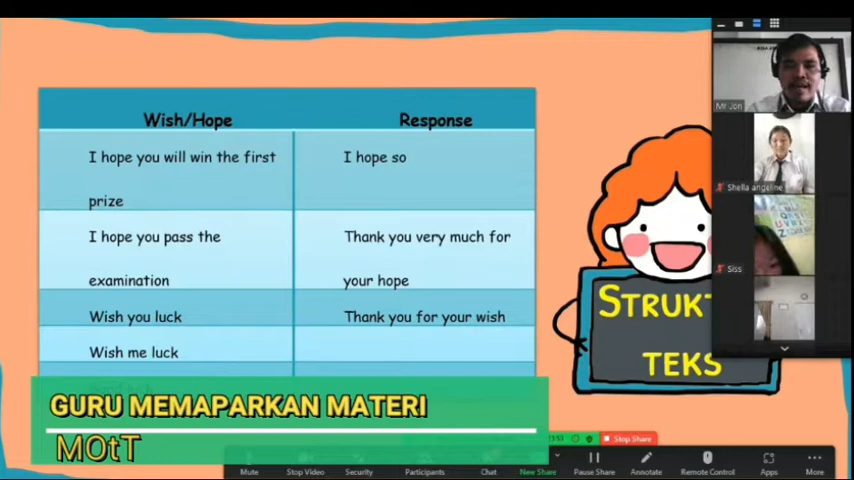 Wish/Hope
Response
I hope you will win the first
prize
I hope so
I hope you pass the
examination
Thank you very much for
your hope
Wish you luck
Thank you for your wish
Wish me luck
TEKS
GURU MEMAPARKAN MATERI
MOtT
Mr Jon
Shella angeline
Siss
Stop Share
Mute
Stop Video
Security
Participants
Chat
New Share
Pause Share
Annotate
Remote Control
Apps
More